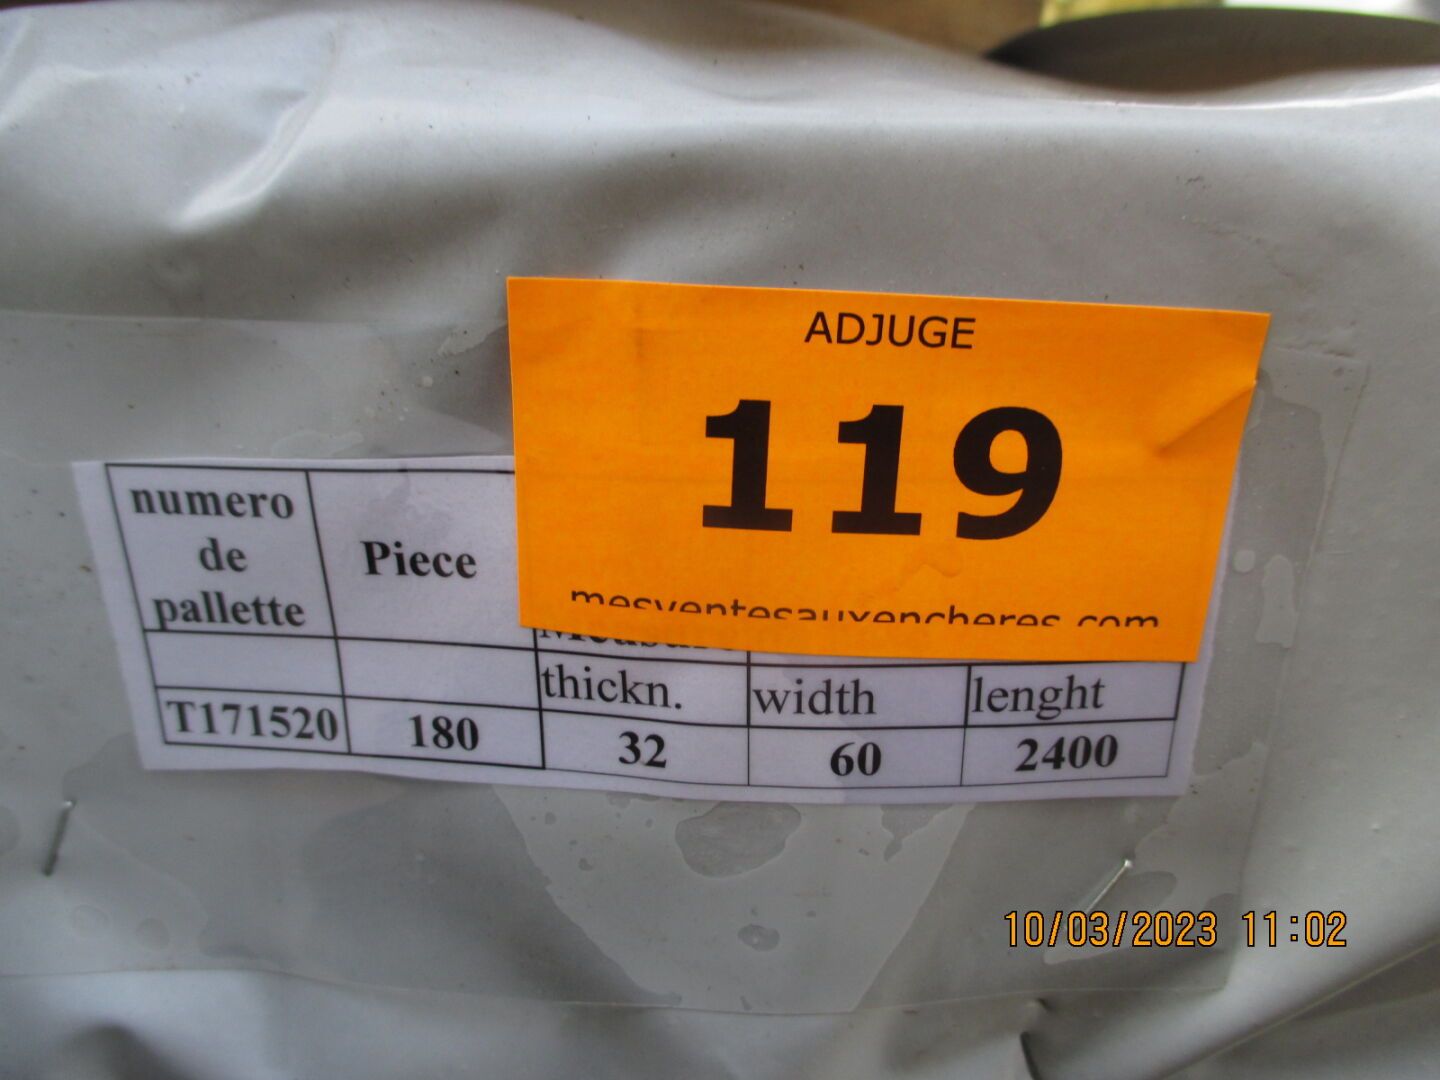 ADJUGE
119
mesventesauxencheres.com
numero de pallette
Piece
thickn. width lenght
T171520 180 32 60 2400
10/03/2023 11:02